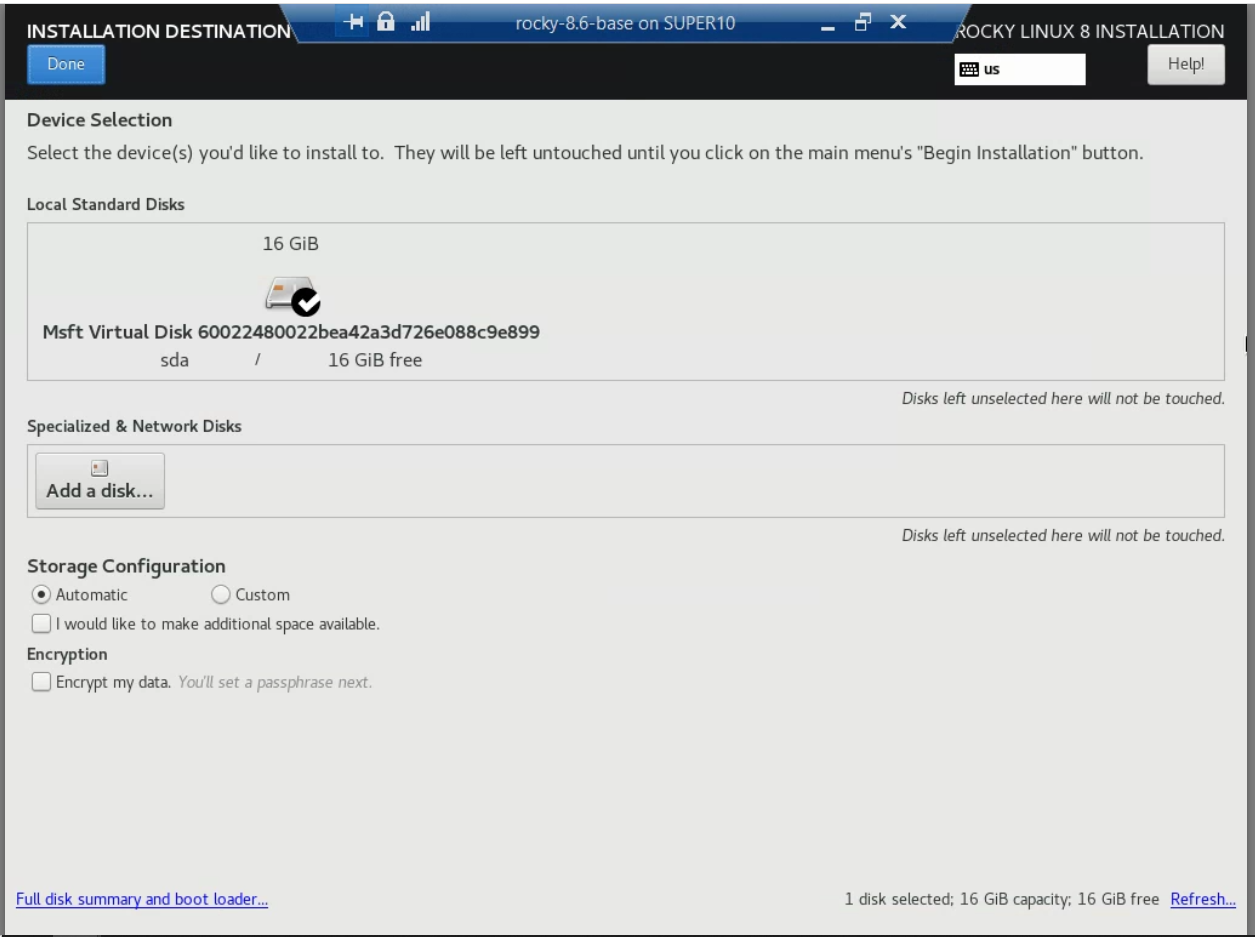 INSTALLATION DESTINATION
rocky-8.6-base on SUPER10
ROCKY LINUX 8 INSTALLATION
Done
us
Help!
Device Selection
Select the device(s) you'd like to install to. They will be left untouched until you click on the main menu's "Begin Installation" button.
Local Standard Disks
16 GiB
Msft Virtual Disk 60022480022bea42a3d726e088c9e899
sda / 16 GiB free
Disks left unselected here will not be touched.
Specialized & Network Disks
Add a disk...
Disks left unselected here will not be touched.
Storage Configuration
Automatic Custom
I would like to make additional space available.
Encryption
Encrypt my data. You'll set a passphrase next.
Full disk summary and boot loader...
1 disk selected; 16 GiB capacity; 16 GiB free Refresh...